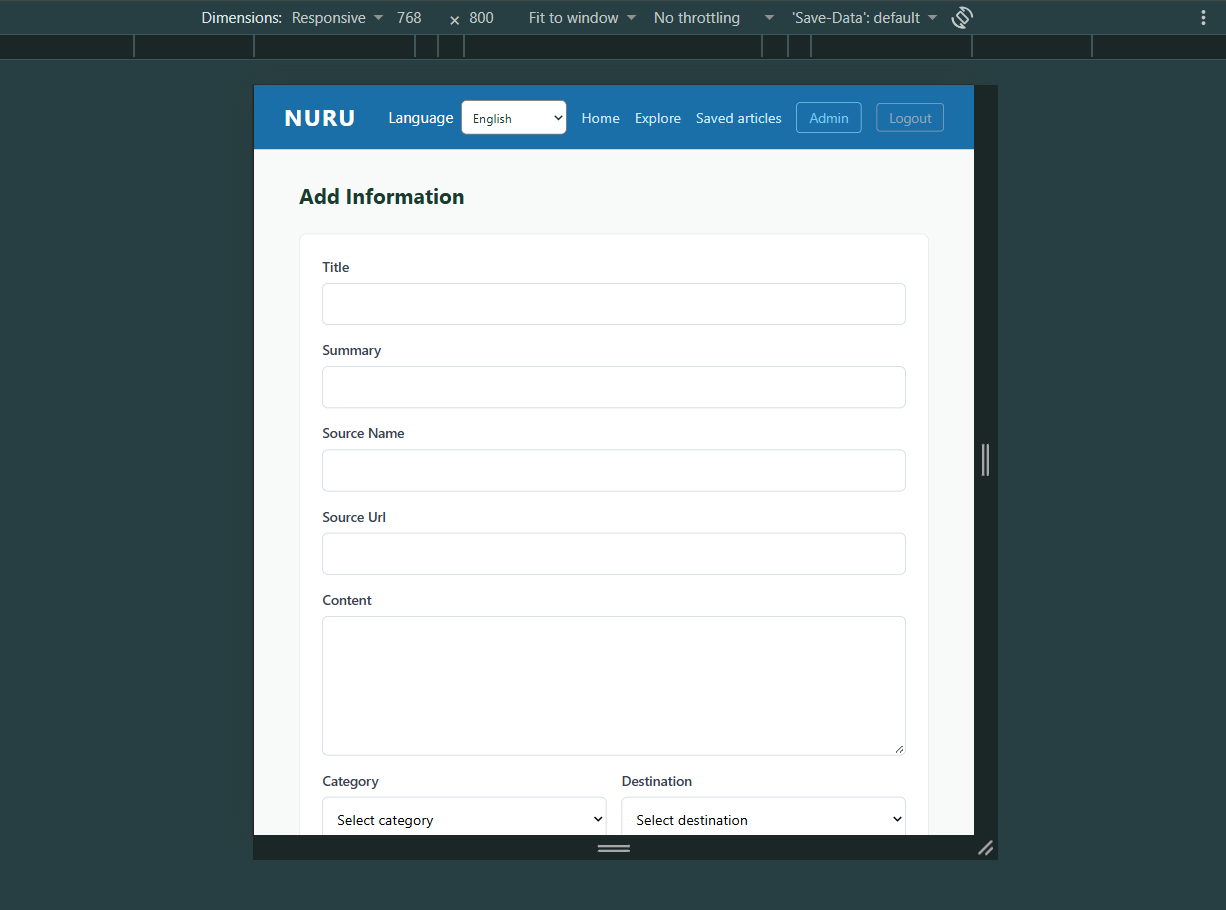 Dimensions: Responsive 768 × 800 Fit to window No throttling 'Save-Data': default
NURU Language English Home Explore Saved articles Admin Logout
Add Information
Title
Summary
Source Name
Source Url
Content
Category Destination
Select category Select destination